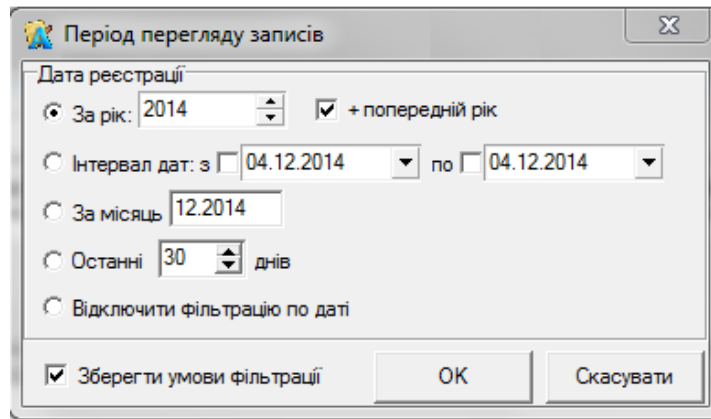 Період перегляду записів
Дата реєстрації
За рік: 2014 + попередній рік
Інтервал дат: з 04.12.2014 по 04.12.2014
За місяць 12.2014
Останні 30 днів
Відключити фільтрацію по даті
Зберегти умови фільтрації OK Скасувати